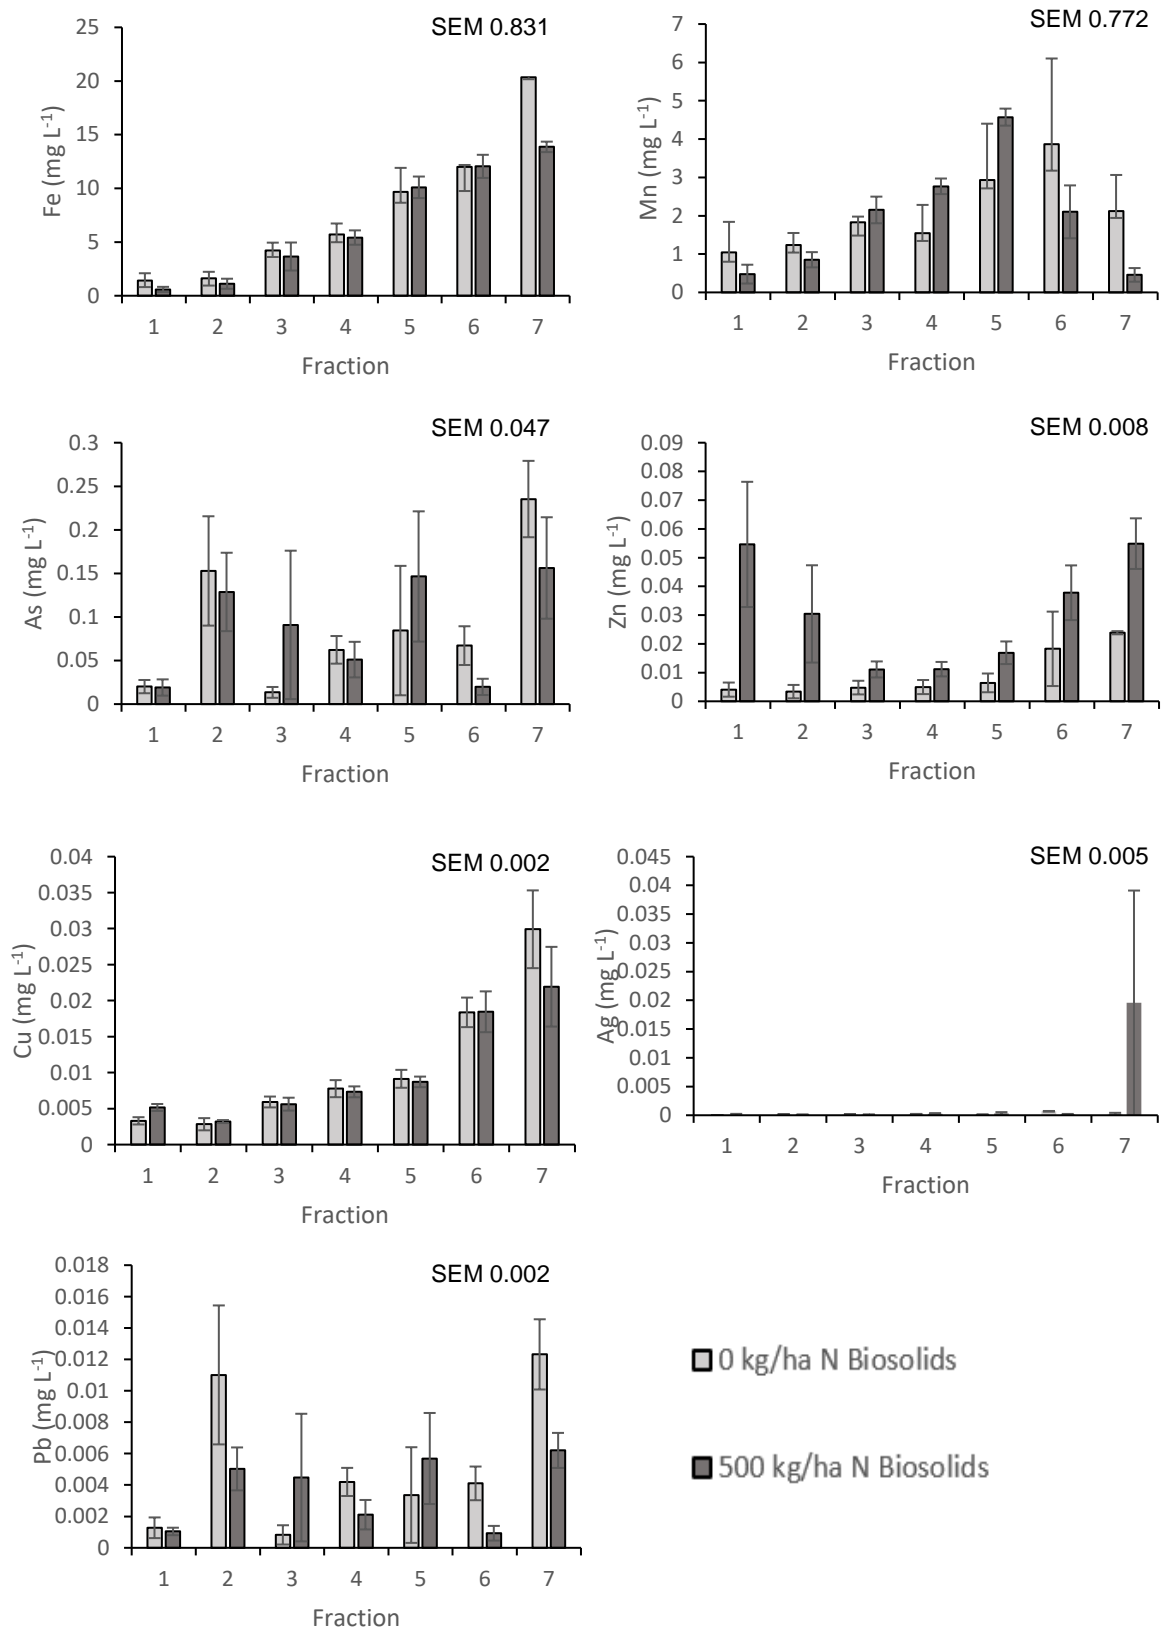 SEM 0.831
Fe (mg L-1)
25
20
15
10
5
0
1 2 3 4 5 6 7
Fraction
SEM 0.772
Mn (mg L-1)
7
6
5
4
3
2
1
0
1 2 3 4 5 6 7
Fraction
SEM 0.047
As (mg L-1)
0.3
0.25
0.2
0.15
0.1
0.05
0
1 2 3 4 5 6 7
Fraction
SEM 0.008
Zn (mg L-1)
0.09
0.08
0.07
0.06
0.05
0.04
0.03
0.02
0.01
0
1 2 3 4 5 6 7
Fraction
SEM 0.002
Cu (mg L-1)
0.04
0.035
0.03
0.025
0.02
0.015
0.01
0.005
0
1 2 3 4 5 6 7
Fraction
SEM 0.005
Ag (mg L-1)
0.045
0.04
0.035
0.03
0.025
0.02
0.015
0.01
0.005
0
1 2 3 4 5 6 7
Fraction
SEM 0.002
Pb (mg L-1)
0.018
0.016
0.014
0.012
0.01
0.008
0.006
0.004
0.002
0
1 2 3 4 5 6 7
Fraction
0 kg/ha N Biosolids
500 kg/ha N Biosolids